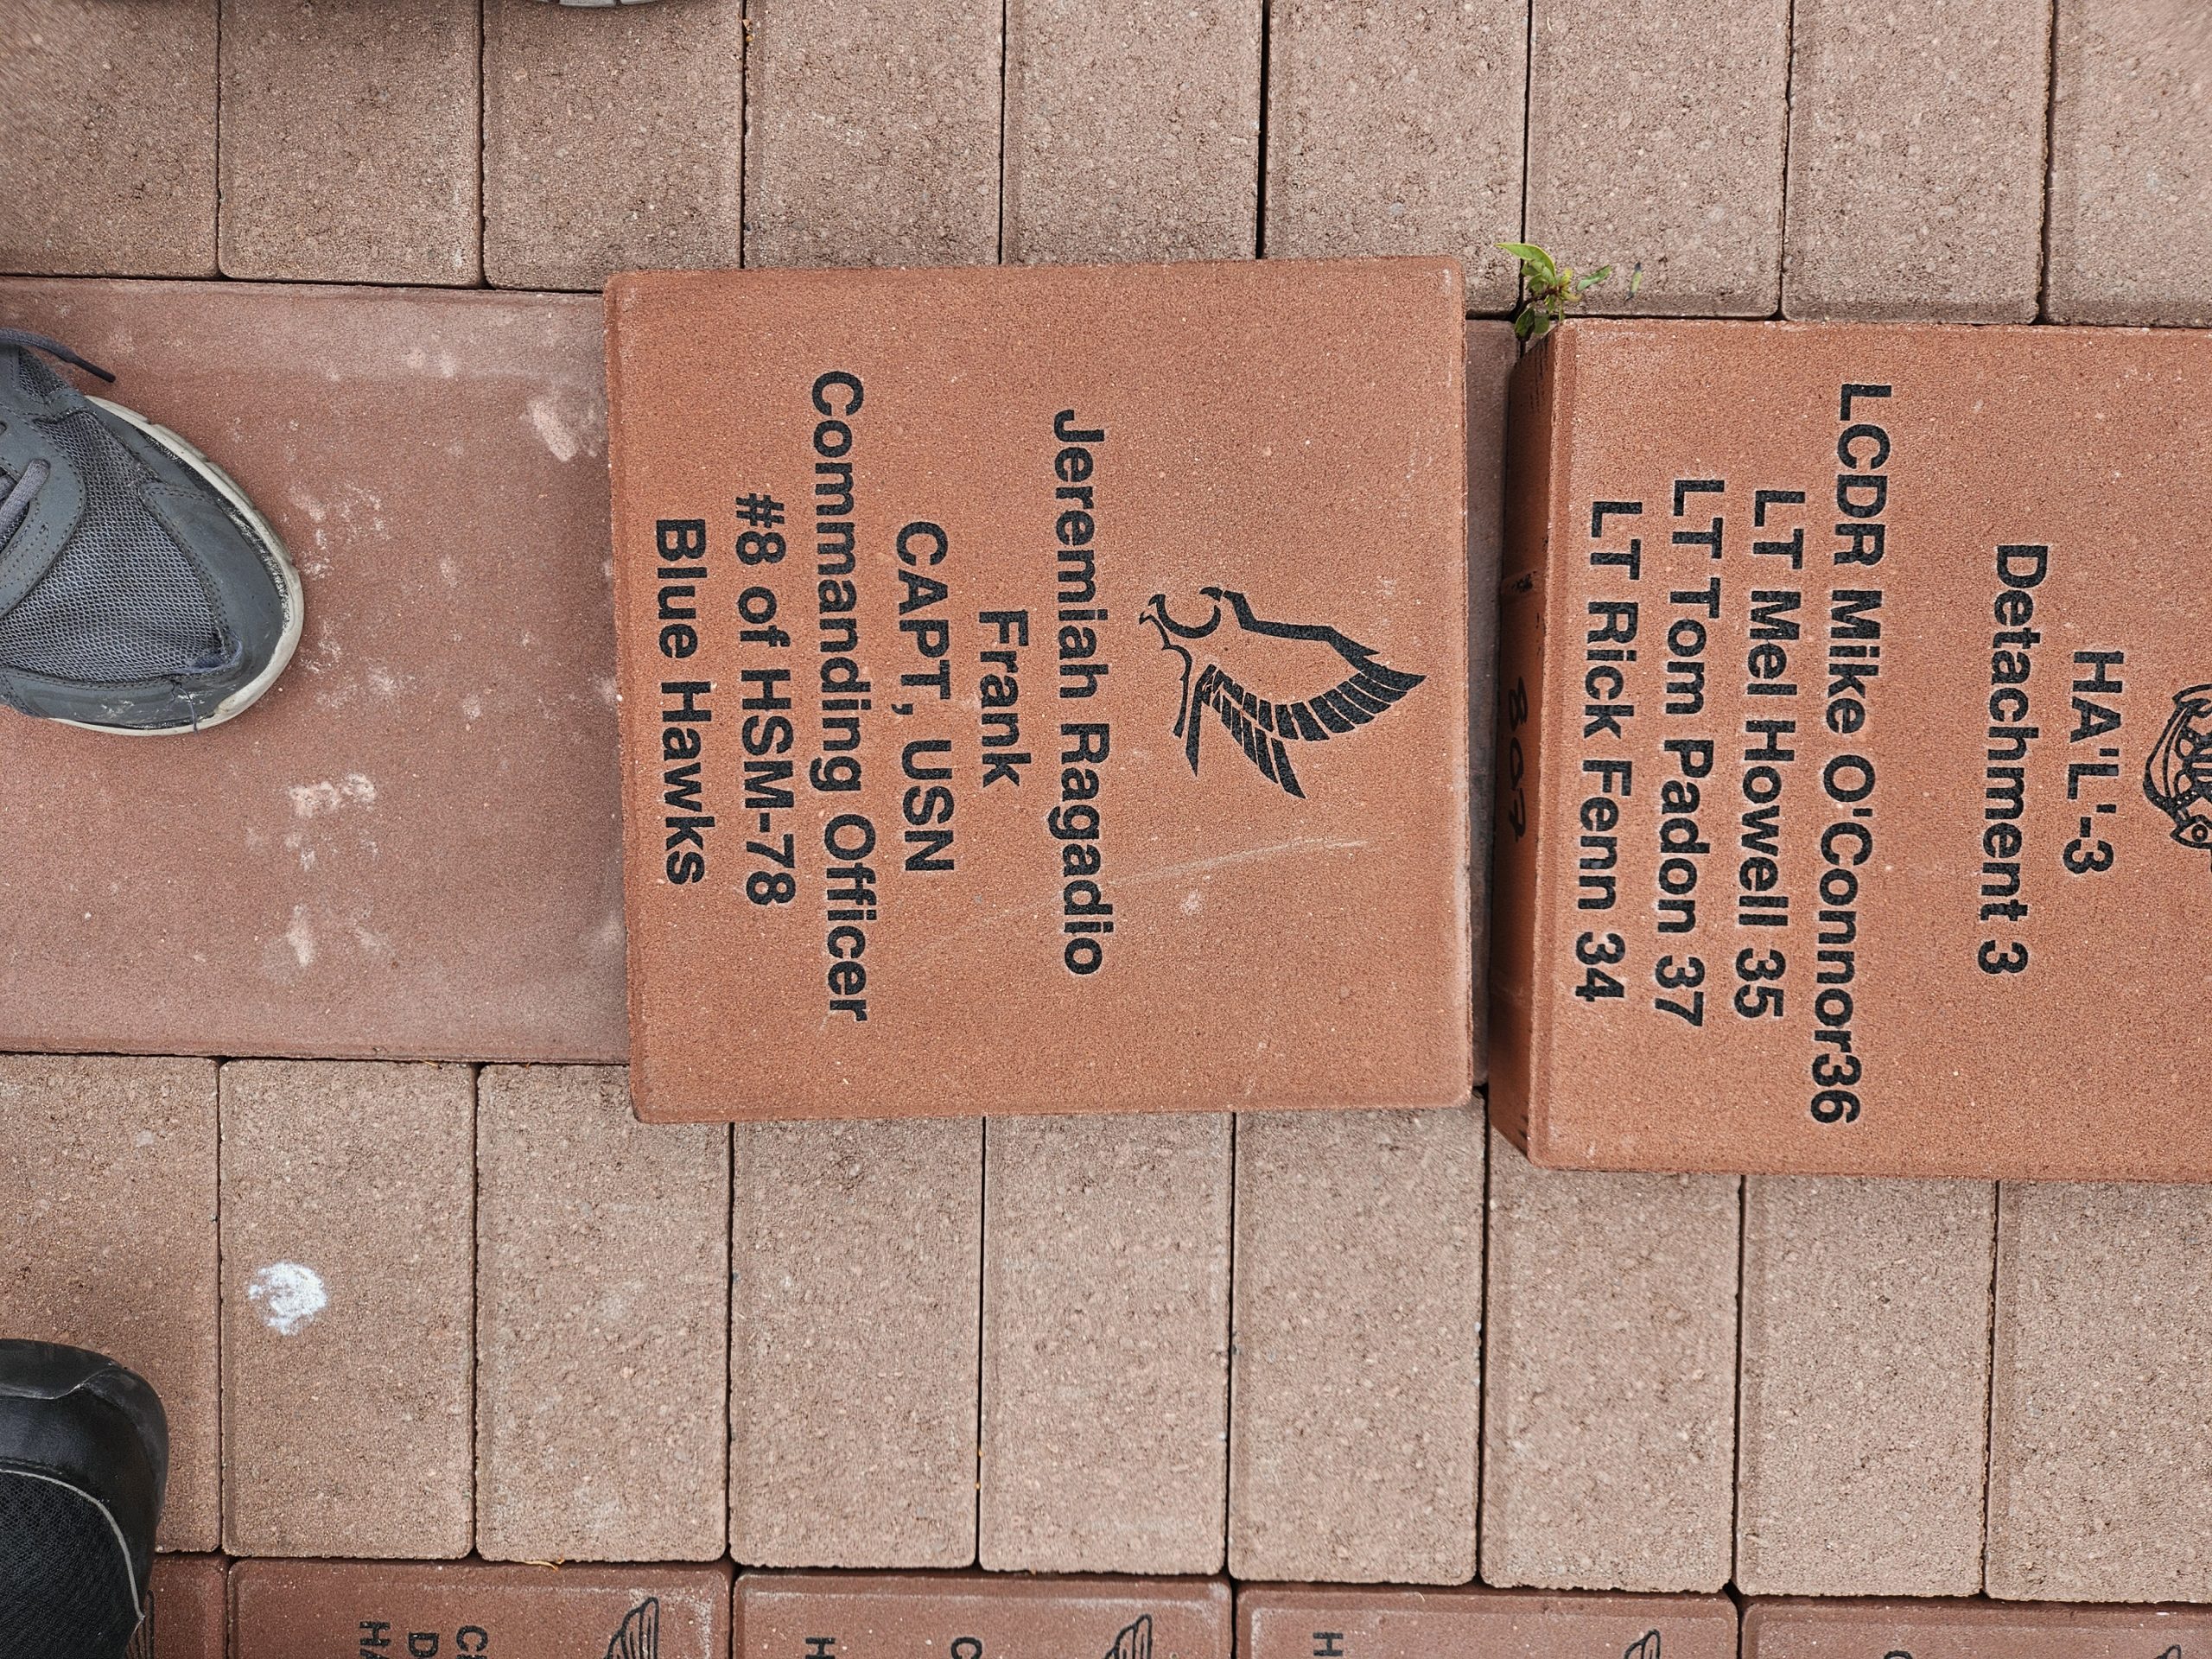 Jeremiah Ragadio
Frank
CAPT, USN
Commanding Officer
#8 of HSM-78
Blue Hawks
HA'L'-3
Detachment 3
LCDR Mike O'Connor36
LT Mel Howell 35
LT Tom Padon 37
LT Rick Fenn 34
807